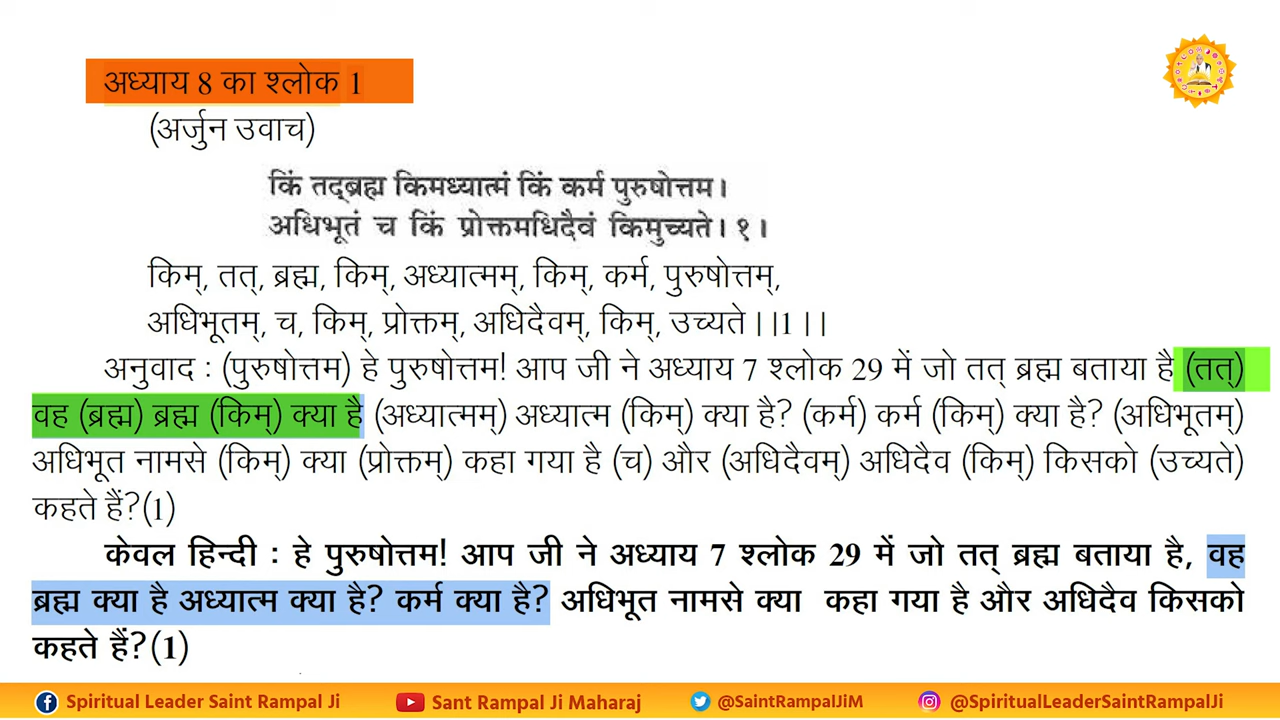 अध्याय 8 का श्लोक 1
(अर्जुन उवाच)
किं तद्ब्रह्म किमध्यात्मं किं कर्म पुरुषोत्तम।
अधिभूतं च किं प्रोक्तमधिदैवं किमुच्यते। १।
किम्, तत्, ब्रह्म, किम्, अध्यात्मम्, किम्, कर्म, पुरुषोत्तम्,
अधिभूतम्, च, किम्, प्रोक्तम्, अधिदैवम्, किम्, उच्यते।।1।।
अनुवाद : (पुरुषोत्तम) हे पुरुषोत्तम! आप जी ने अध्याय 7 श्लोक 29 में जो तत् ब्रह्म बताया है (तत्)
वह (ब्रह्म) ब्रह्म (किम्) क्या है (अध्यात्मम्) अध्यात्म (किम्) क्या है? (कर्म) कर्म (किम्) क्या है? (अधिभूतम्)
अधिभूत नामसे (किम्) क्या (प्रोक्तम्) कहा गया है (च) और (अधिदैवम्) अधिदैव (किम्) किसको (उच्यते)
कहते हैं?(1)
केवल हिन्दी : हे पुरुषोत्तम! आप जी ने अध्याय 7 श्लोक 29 में जो तत् ब्रह्म बताया है, वह
ब्रह्म क्या है अध्यात्म क्या है? कर्म क्या है? अधिभूत नामसे क्या कहा गया है और अधिदैव किसको
कहते हैं?(1)
Spiritual Leader Saint Rampal Ji Sant Rampal Ji Maharaj @SaintRampalJiM @SpiritualLeaderSaintRampalJi